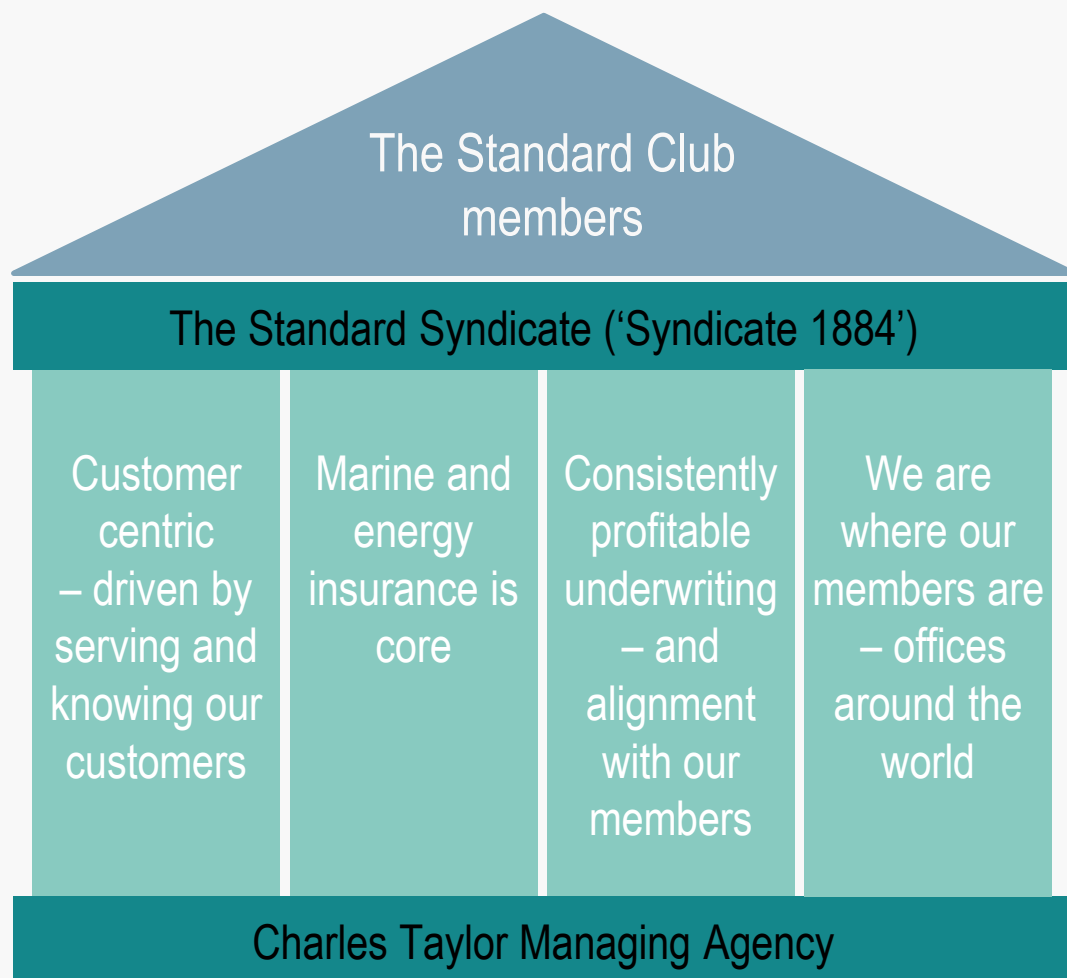 The Standard Club
members
The Standard Syndicate (‘Syndicate 1884’)
Customer
centric
– driven by
serving and
knowing our
customers
Marine and
energy
insurance is
core
Consistently
profitable
underwriting
– and
alignment
with our
members
We are
where our
members are
– offices
around the
world
Charles Taylor Managing Agency